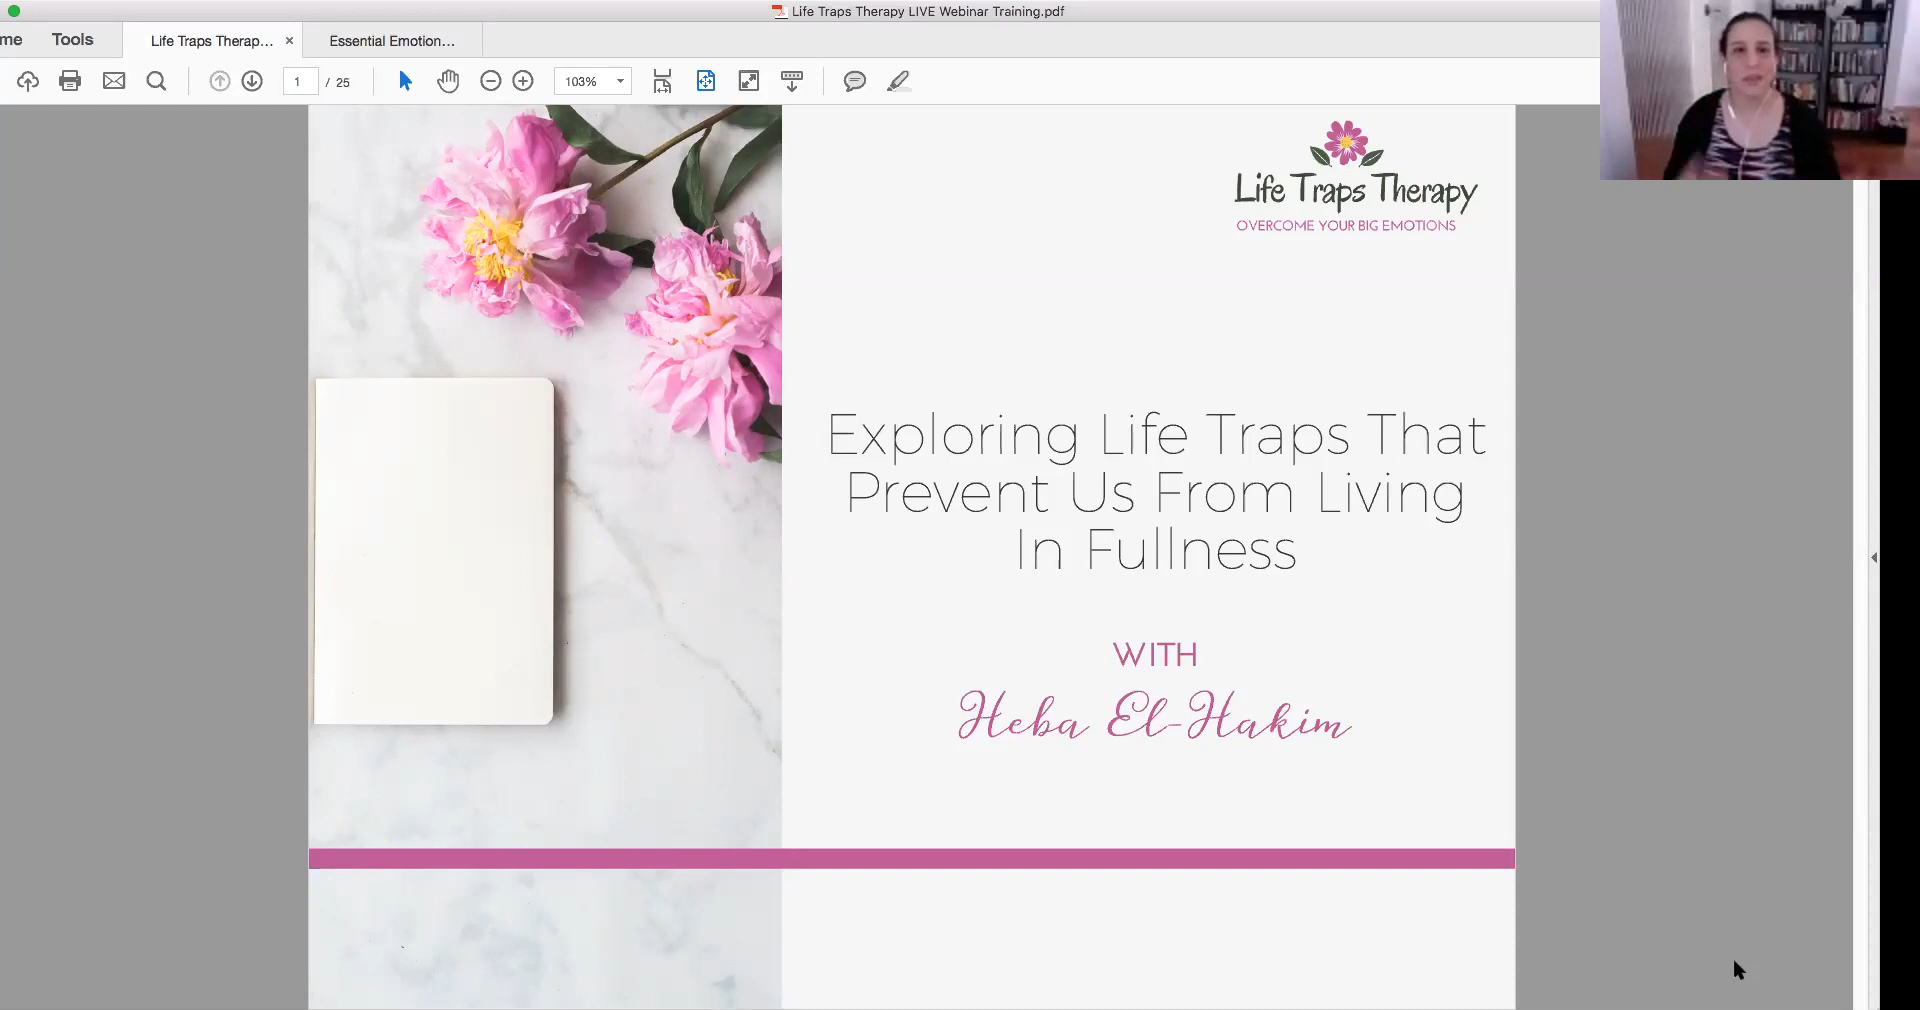 Life Traps Therapy LIVE Webinar Training.pdf
me
Tools
Life Traps Therap...
Essential Emotion...
1 / 25
103%
Life Traps Therapy
OVERCOME YOUR BIG EMOTIONS
Exploring Life Traps That
Prevent Us From Living
In Fullness
WITH
Heba El-Hakim